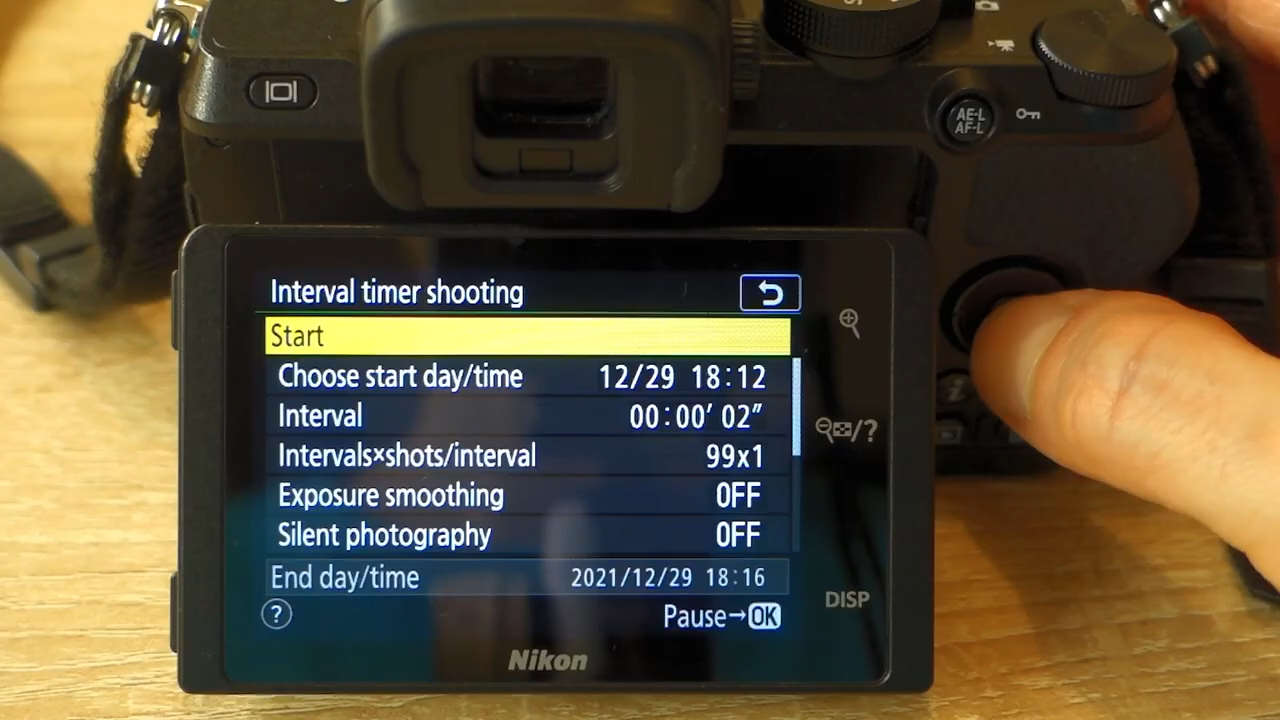 AE-L
AF-L
Interval timer shooting
Start
Choose start day/time 12/29 18:12
Interval 00:00′ 02″
Intervals×shots/interval 99x1
Exposure smoothing OFF
Silent photography OFF
End day/time 2021/12/29 18:16
? Pause→OK
/?
DISP
Nikon
i